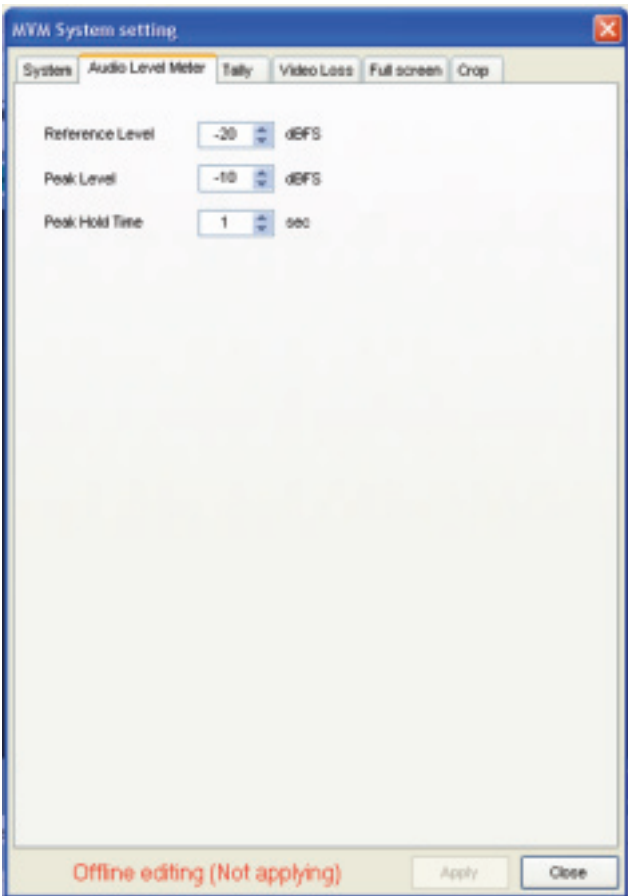 MVM System setting
System Audio Level Meter Tally Video Loss Full screen Crop
Reference Level -20 dBFS
Peak Level -10 dBFS
Peak Hold Time 1 sec
Offline editing (Not applying) Apply Close